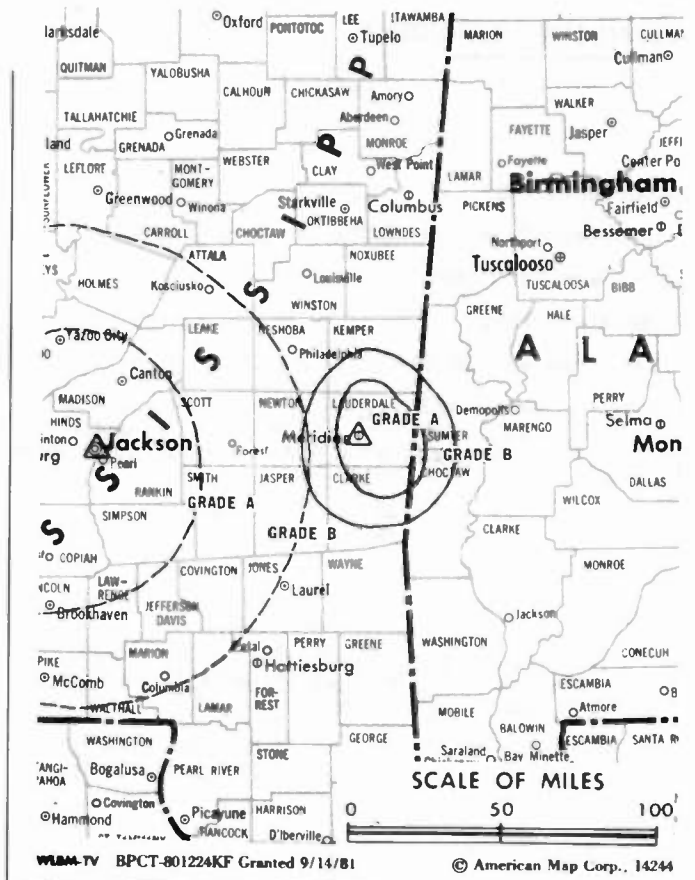 ITAWAMBA
LEE
Oxford
PONTOTOC
Tupelo
MARION
WINSTON
QUITMAN
YALOBUSHA
Cullman
CALHOUN
CHICKASAW
Amory
WALKER
TALLAHATCHIE
Aberdeen
FAYETTE
Jasper
Grenada
GRENADA
MONROE
WEBSTER
CLAY
West Point
Fayette
LEFLORE
MONT-
GOMERY
LAMAR
Birmingham
Greenwood
Winona
Starkville
OKTIBBEHA
Columbus
PICKENS
Fairfield
Bessemer
CARROLL
CHOCTAW
LOWNDES
Northport
ATTALA
NOXUBEE
Tuscaloosa
HOLMES
Kosciusko
Louisville
TUSCALOOSA
BIBB
WINSTON
GREENE
HALE
LEAKE
NESHOBA
KEMPER
Yazoo City
Philadelphia
A L A
Canton
PERRY
MADISON
SCOTT
NEWTON
LAUDERDALE
GRADE A
Demopolis
MARENGO
Selma
HINDS
Jackson
Forest
Meridian
SUMTER
GRADE B
Mon
Pearl
CHOCTAW
DALLAS
RANKIN
SMITH
JASPER
CLARKE
GRADE A
WILCOX
SIMPSON
GRADE B
CLARKE
COPIAH
COVINGTON
JONES
WAYNE
MONROE
LAW-
RENCE
Laurel
Brookhaven
JEFFERSON
DAVIS
Jackson
MARION
PERRY
GREENE
WASHINGTON
CONECUH
PIKE
Hattiesburg
McComb
Columbia
FOR-
REST
ESCAMBIA
LAMAR
Atmore
WALTHALL
MOBILE
BALDWIN
WASHINGTON
GEORGE
ESCAMBIA
STONE
Saraland
Bay Minette
Bogalusa
PEARL RIVER
SCALE OF MILES
Covington
Hammond
Picayune
HARRISON
0 50 100
HANCOCK
D'Iberville
WLBM-TV BPCT-801224KF Granted 9/14/81
© American Map Corp., 14244